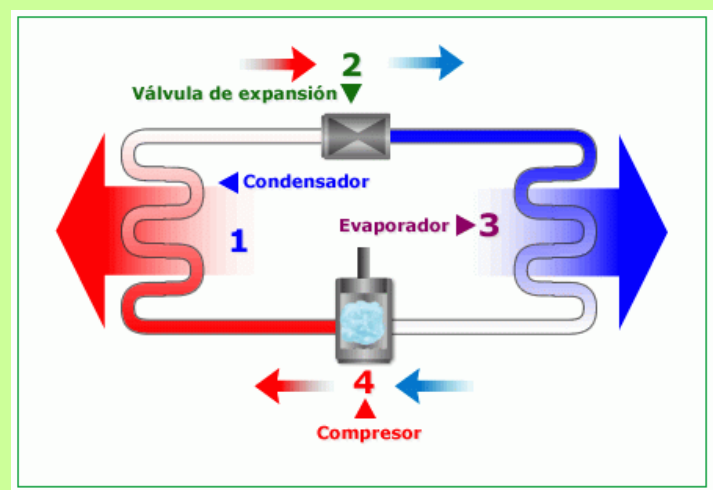 2
Válvula de expansión
Condensador
1
Evaporador 3
4
Compresor